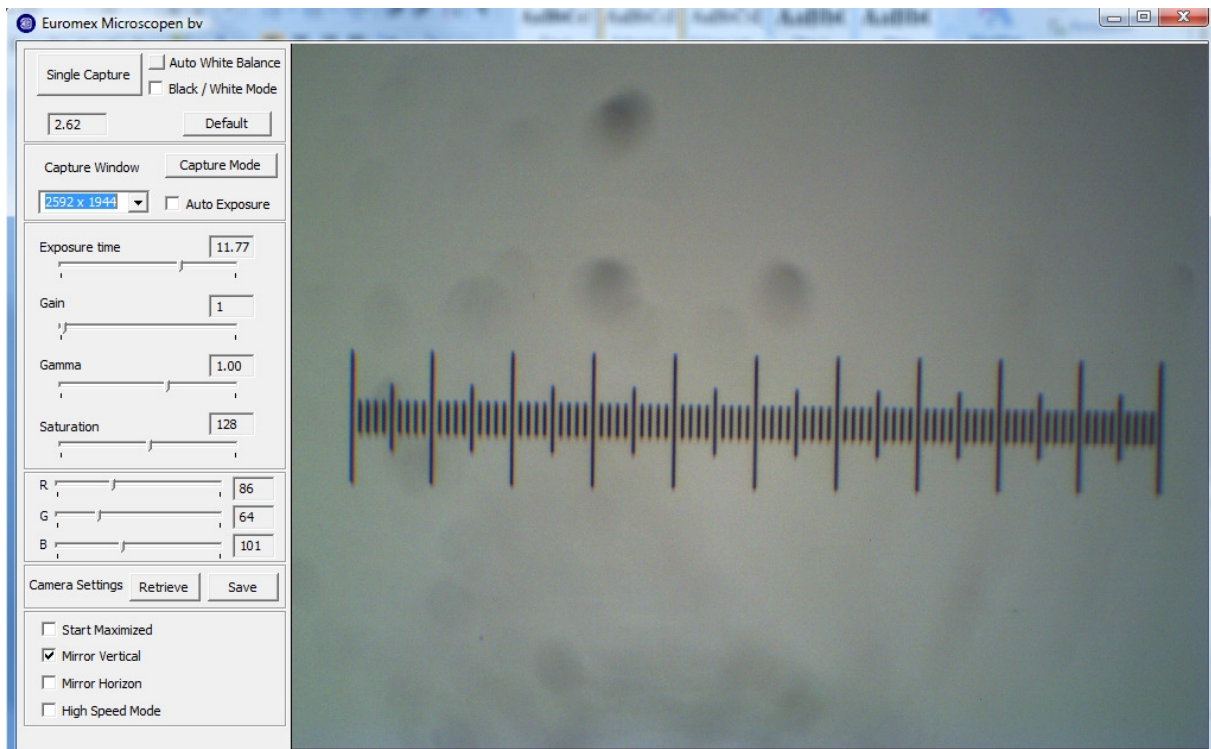 Euromex Microscopen bv
Single Capture
Auto White Balance
Black / White Mode
2.62
Default
Capture Window
Capture Mode
2592 x 1944
Auto Exposure
Exposure time
11.77
Gain
1
Gamma
1.00
Saturation
128
R
86
G
64
B
101
Camera Settings
Retrieve
Save
Start Maximized
Mirror Vertical
Mirror Horizon
High Speed Mode